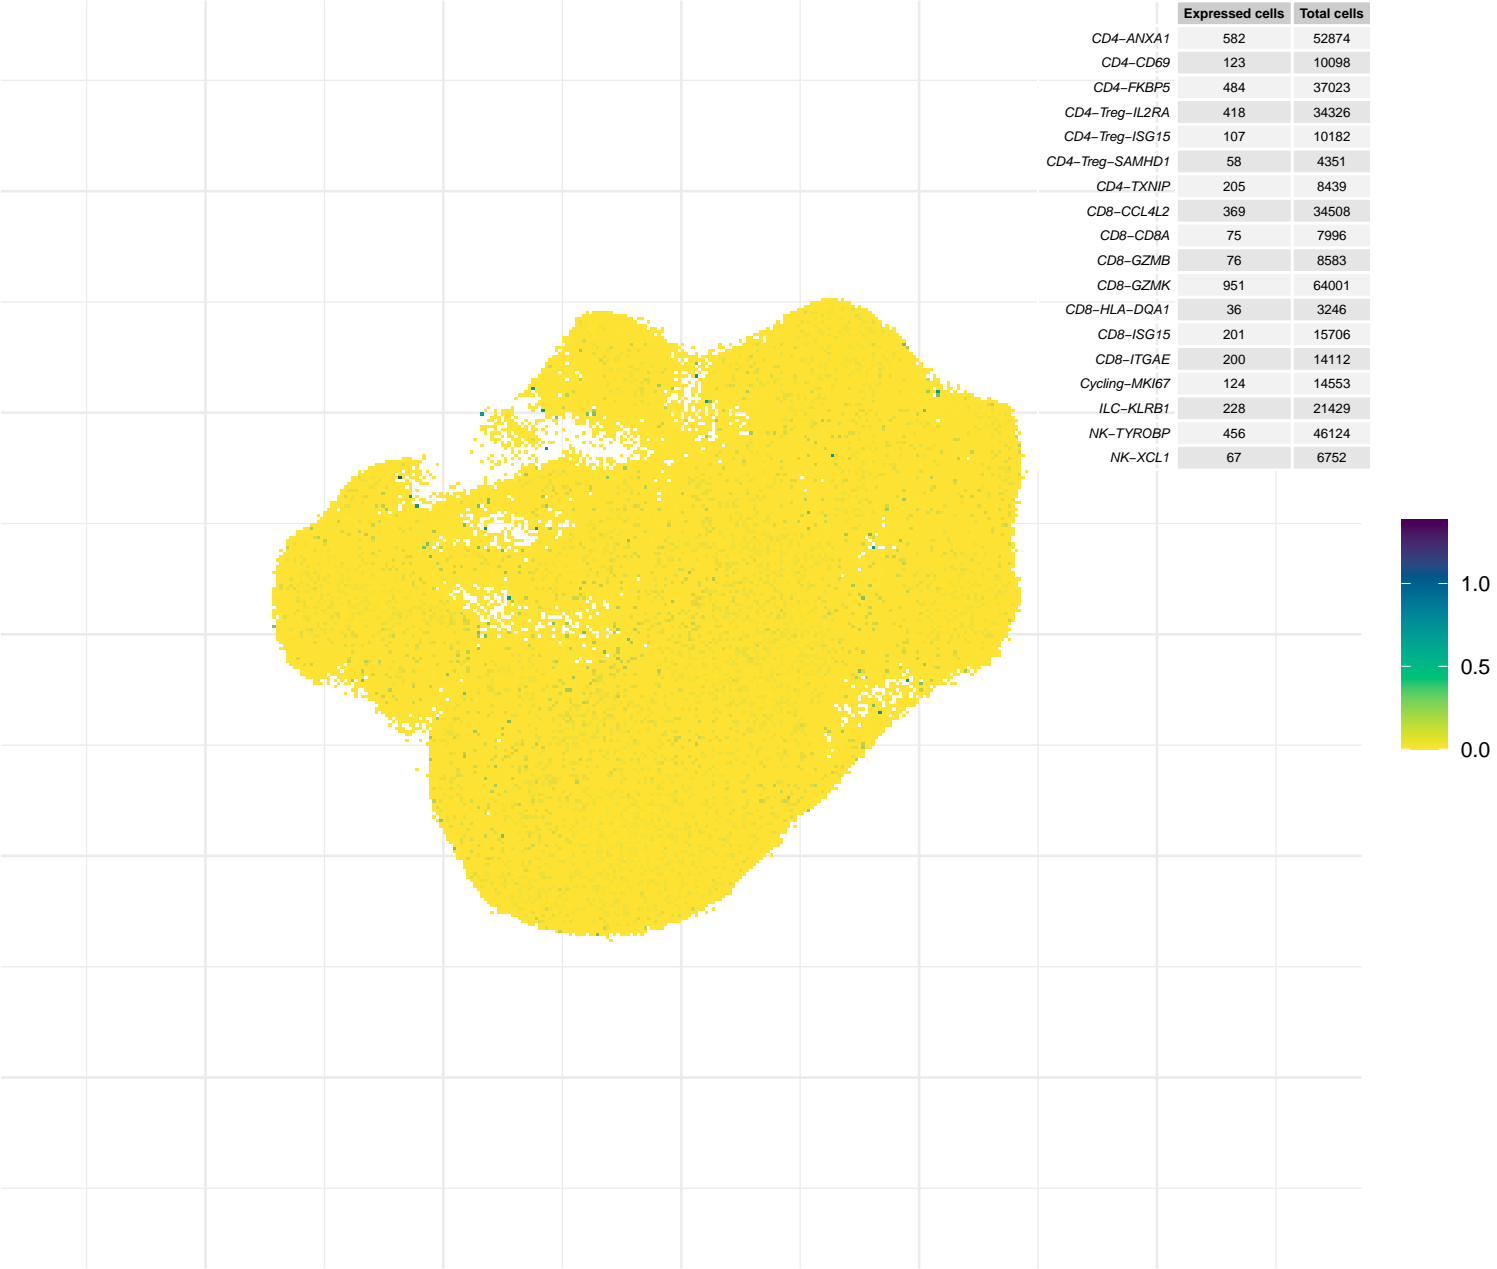 Expressed cells Total cells
CD4−ANXA1 582 52874
CD4−CD69 123 10098
CD4−FKBP5 484 37023
CD4−Treg−IL2RA 418 34326
CD4−Treg−ISG15 107 10182
CD4−Treg−SAMHD1 58 4351
CD4−TXNIP 205 8439
CD8−CCL4L2 369 34508
CD8−CD8A 75 7996
CD8−GZMB 76 8583
CD8−GZMK 951 64001
CD8−HLA−DQA1 36 3246
CD8−ISG15 201 15706
CD8−ITGAE 200 14112
Cycling−MKI67 124 14553
ILC−KLRB1 228 21429
NK−TYROBP 456 46124
NK−XCL1 67 6752
1.0
0.5
0.0